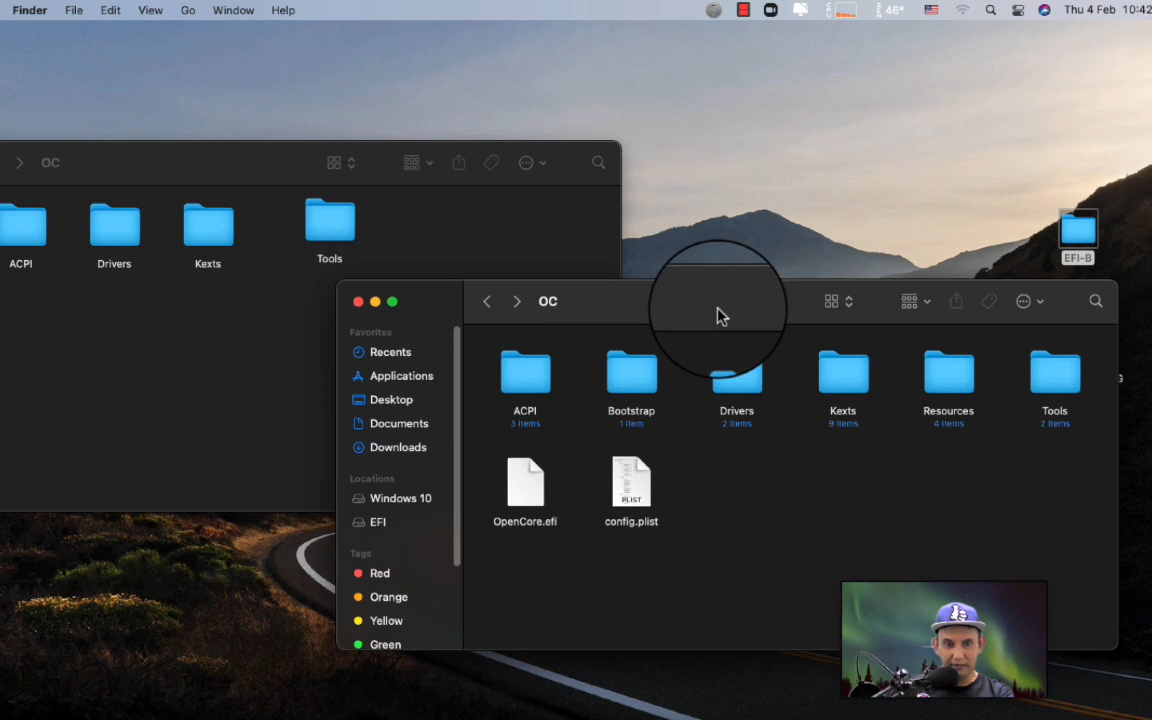 Finder File Edit View Go Window Help
46° Thu 4 Feb 10:42
OC
ACPI Drivers Kexts Tools
EFI-B
OC
Favorites
Recents
Applications
Desktop
Documents
Downloads
Locations
Windows 10
EFI
Tags
Red
Orange
Yellow
Green
ACPI Bootstrap Drivers Kexts Resources Tools
3 items 1 item 2 items 9 items 4 items 2 items
PLIST
OpenCore.efi config.plist